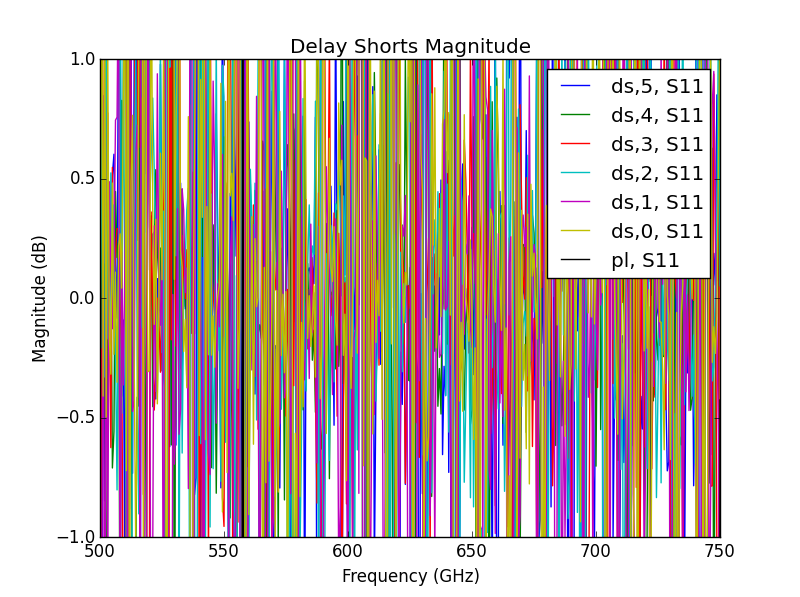 Delay Shorts Magnitude
1.0
0.5
0.0
−0.5
−1.0
Magnitude (dB)
ds,5, S11
ds,4, S11
ds,3, S11
ds,2, S11
ds,1, S11
ds,0, S11
pl, S11
500 550 600 650 700 750
Frequency (GHz)